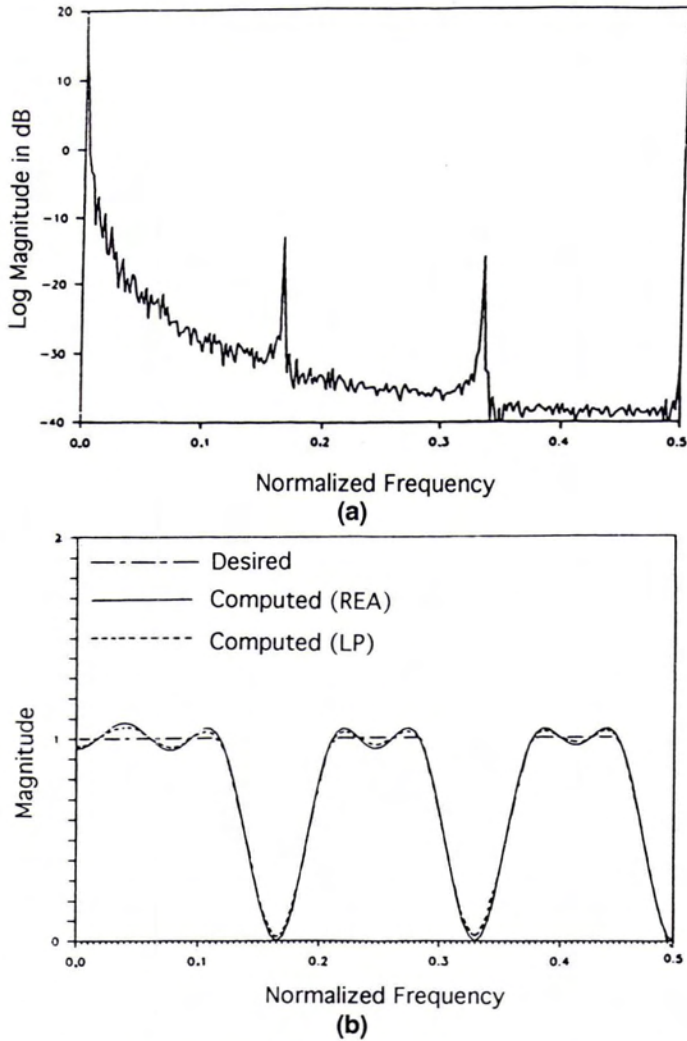 20
10
0
-10
-20
-30
-40
Log Magnitude in dB
0.0 0.1 0.2 0.3 0.4 0.5
Normalized Frequency
(a)
2
1
0
Magnitude
Desired
Computed (REA)
Computed (LP)
0.0 0.1 0.2 0.3 0.4 0.5
Normalized Frequency
(b)